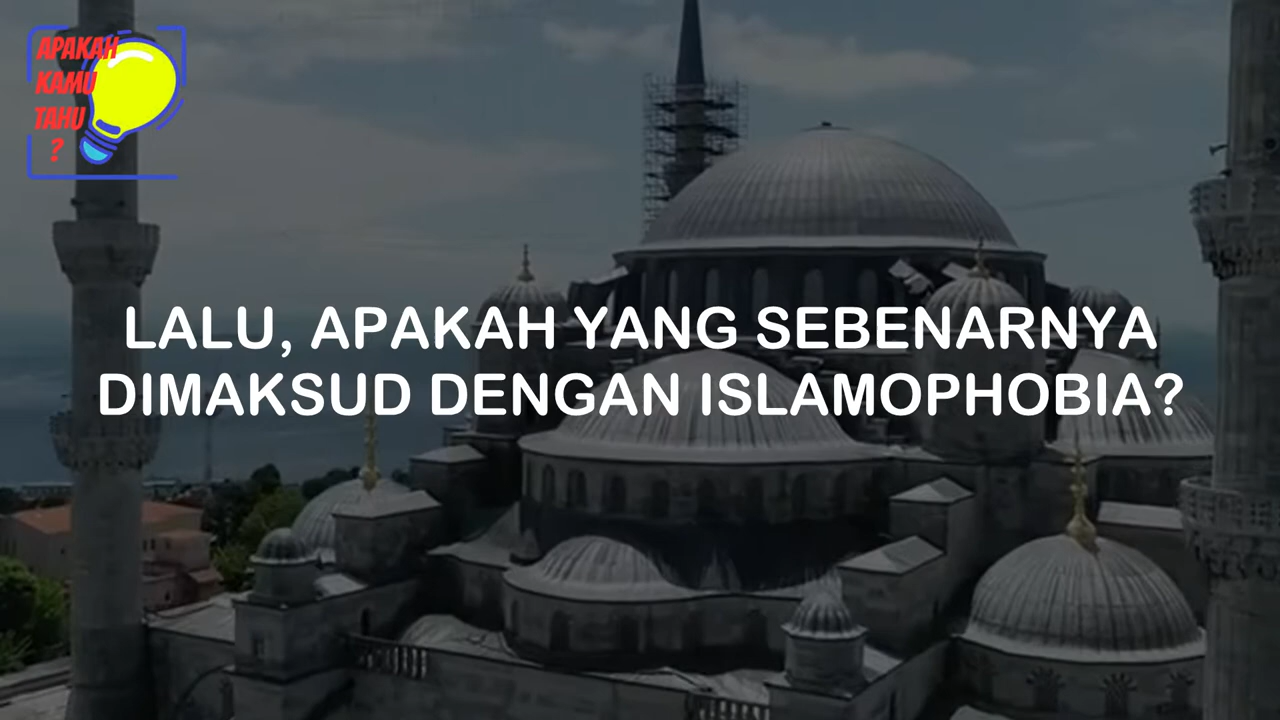 APAKAH
KAMU
TAHU
?
LALU, APAKAH YANG SEBENARNYA
DIMAKSUD DENGAN ISLAMOPHOBIA?